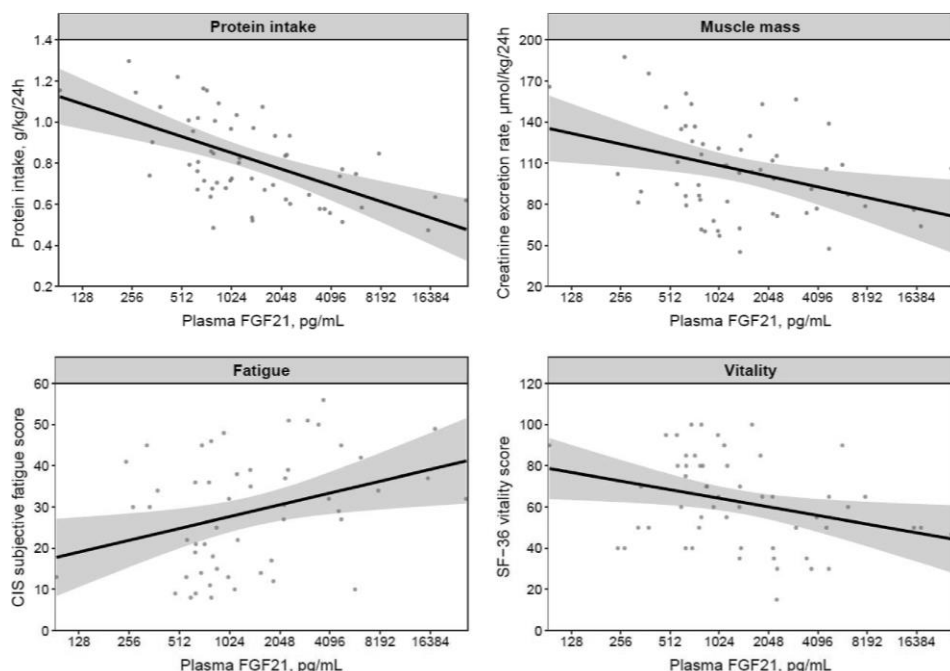 Protein intake
Protein intake, g/kg/24h
1.4
1.2
1.0
0.8
0.6
0.4
0.2
128 256 512 1024 2048 4096 8192 16384
Plasma FGF21, pg/mL
Muscle mass
Creatinine excretion rate, μmol/kg/24h
200
170
140
110
80
50
20
128 256 512 1024 2048 4096 8192 16384
Plasma FGF21, pg/mL
Fatigue
CIS subjective fatigue score
60
50
40
30
20
10
0
128 256 512 1024 2048 4096 8192 16384
Plasma FGF21, pg/mL
Vitality
SF−36 vitality score
120
100
80
60
40
20
0
128 256 512 1024 2048 4096 8192 16384
Plasma FGF21, pg/mL